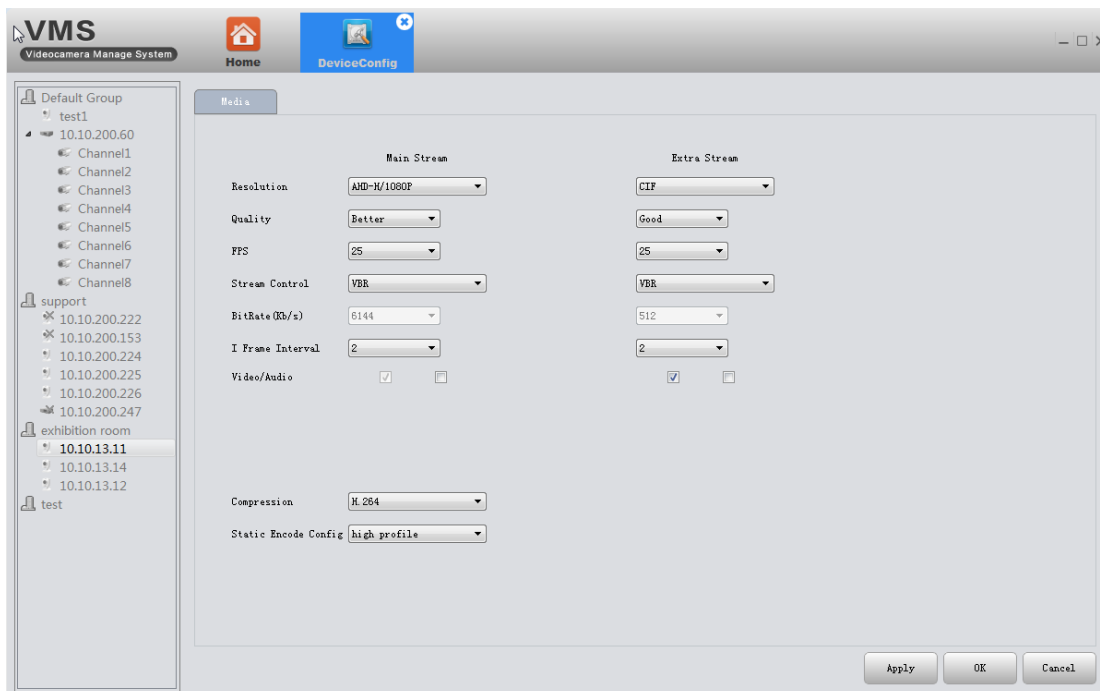 VMS
Videocamera Manage System
Home
DeviceConfig
Default Group
test1
10.10.200.60
Channel1
Channel2
Channel3
Channel4
Channel5
Channel6
Channel7
Channel8
support
10.10.200.222
10.10.200.153
10.10.200.224
10.10.200.225
10.10.200.226
10.10.200.247
exhibition room
10.10.13.11
10.10.13.14
10.10.13.12
test
Media
Main Stream Extra Stream
Resolution AHD-H/1080P CIF
Quality Better Good
FPS 25 25
Stream Control VBR VBR
BitRate(Kb/s) 6144 512
I Frame Interval 2 2
Video/Audio
Compression H.264
Static Encode Config high profile
Apply OK Cancel